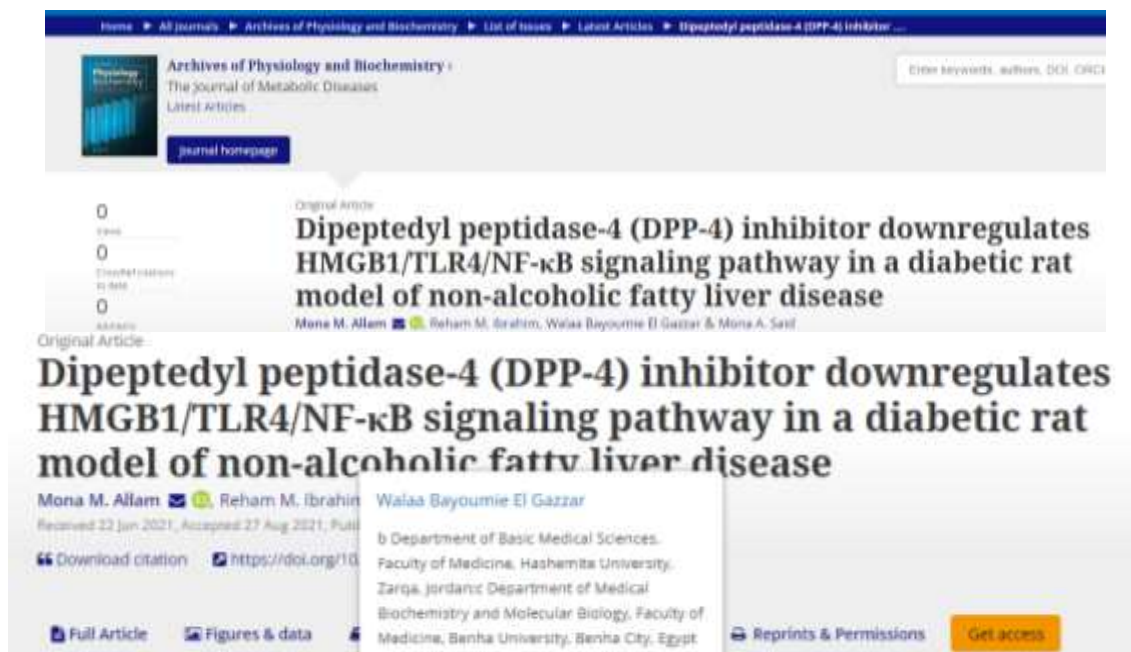 Home ▶ All Journals ▶ Archives of Physiology and Biochemistry ▶ List of Issues ▶ Latest Articles ▶ Dipeptedyl peptidase-4 (DPP-4) inhibitor ....
Archives of Physiology and Biochemistry ›
The Journal of Metabolic Diseases
Latest Articles
Enter keywords, authors, DOI, ORCI
Journal homepage
0
Views
0
CrossRef citations
to date
0
Altmetric
Original Article
Dipeptedyl peptidase-4 (DPP-4) inhibitor downregulates
HMGB1/TLR4/NF-κB signaling pathway in a diabetic rat
model of non-alcoholic fatty liver disease
Mona M. Allam, Reham M. Ibrahim, Walaa Bayoumie El Gazzar & Mona A. Said
Original Article
Dipeptedyl peptidase-4 (DPP-4) inhibitor downregulates
HMGB1/TLR4/NF-κB signaling pathway in a diabetic rat
model of non-alcoholic fatty liver disease
Mona M. Allam, Reham M. Ibrahim
Received 22 Jun 2021, Accepted 27 Aug 2021, Publ
Download citation https://doi.org/10.
Walaa Bayoumie El Gazzar
b Department of Basic Medical Sciences,
Faculty of Medicine, Hashemite University,
Zarqa, Jordan;c Department of Medical
Biochemistry and Molecular Biology, Faculty of
Medicine, Benha University, Benha City, Egypt
Full Article Figures & data Reprints & Permissions Get access